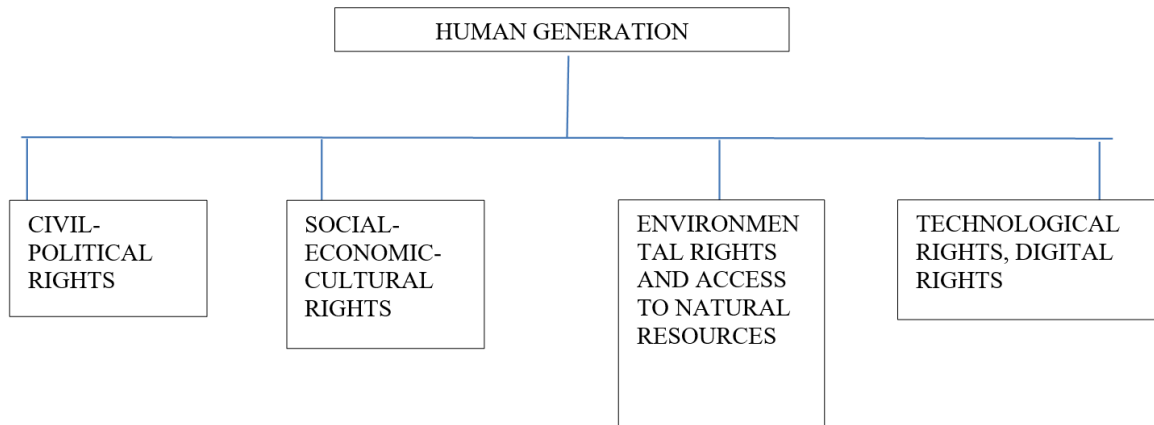 HUMAN GENERATION
CIVIL-
POLITICAL
RIGHTS
SOCIAL-
ECONOMIC-
CULTURAL
RIGHTS
ENVIRONMEN
TAL RIGHTS
AND ACCESS
TO NATURAL
RESOURCES
TECHNOLOGICAL
RIGHTS, DIGITAL
RIGHTS